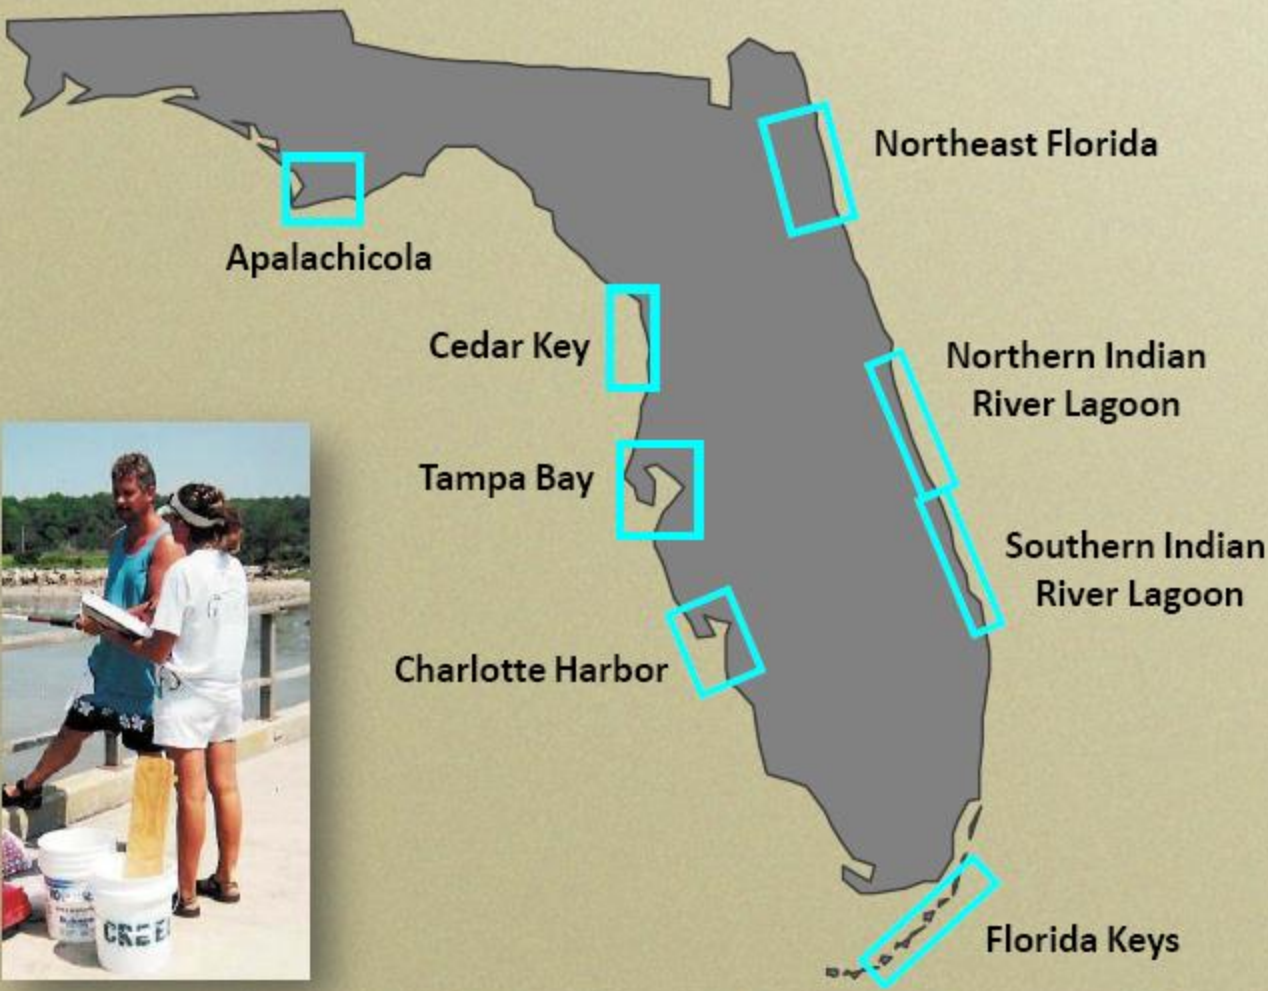 Northeast Florida
Apalachicola
Cedar Key
Northern Indian
River Lagoon
Tampa Bay
Southern Indian
River Lagoon
Charlotte Harbor
Florida Keys
CREE